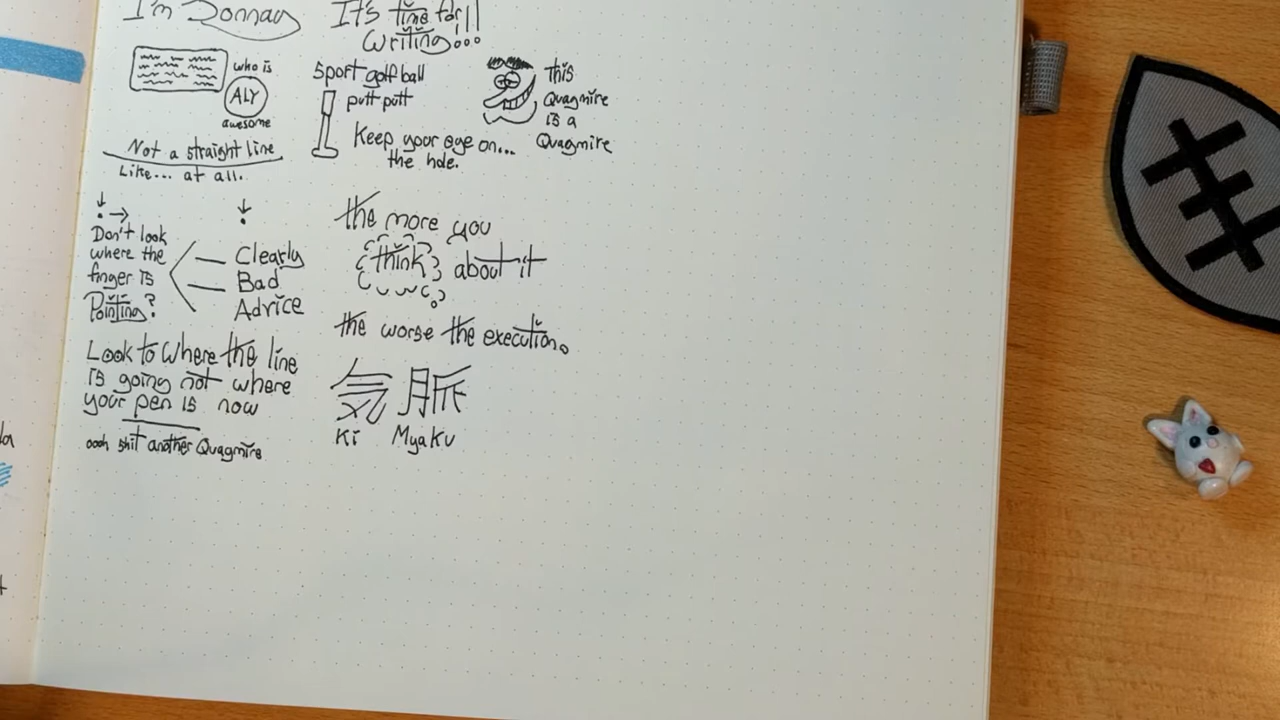 I'm Donnay
It's time for!!
Writing!!!
who is
ALY
awesome
Not a straight line
Like... at all.
Sport golf ball
putt putt
Keep your eye on...
the hole.
This
Quagmire
is a
Quagmire
Don't look
where the
finger is
Pointing?
Clearly
Bad
Advice
the more you
think about it
the worse the execution.
Look to where the line
is going not where
your pen is now
oooh shit another Quagmire
気脈
Ki Myaku